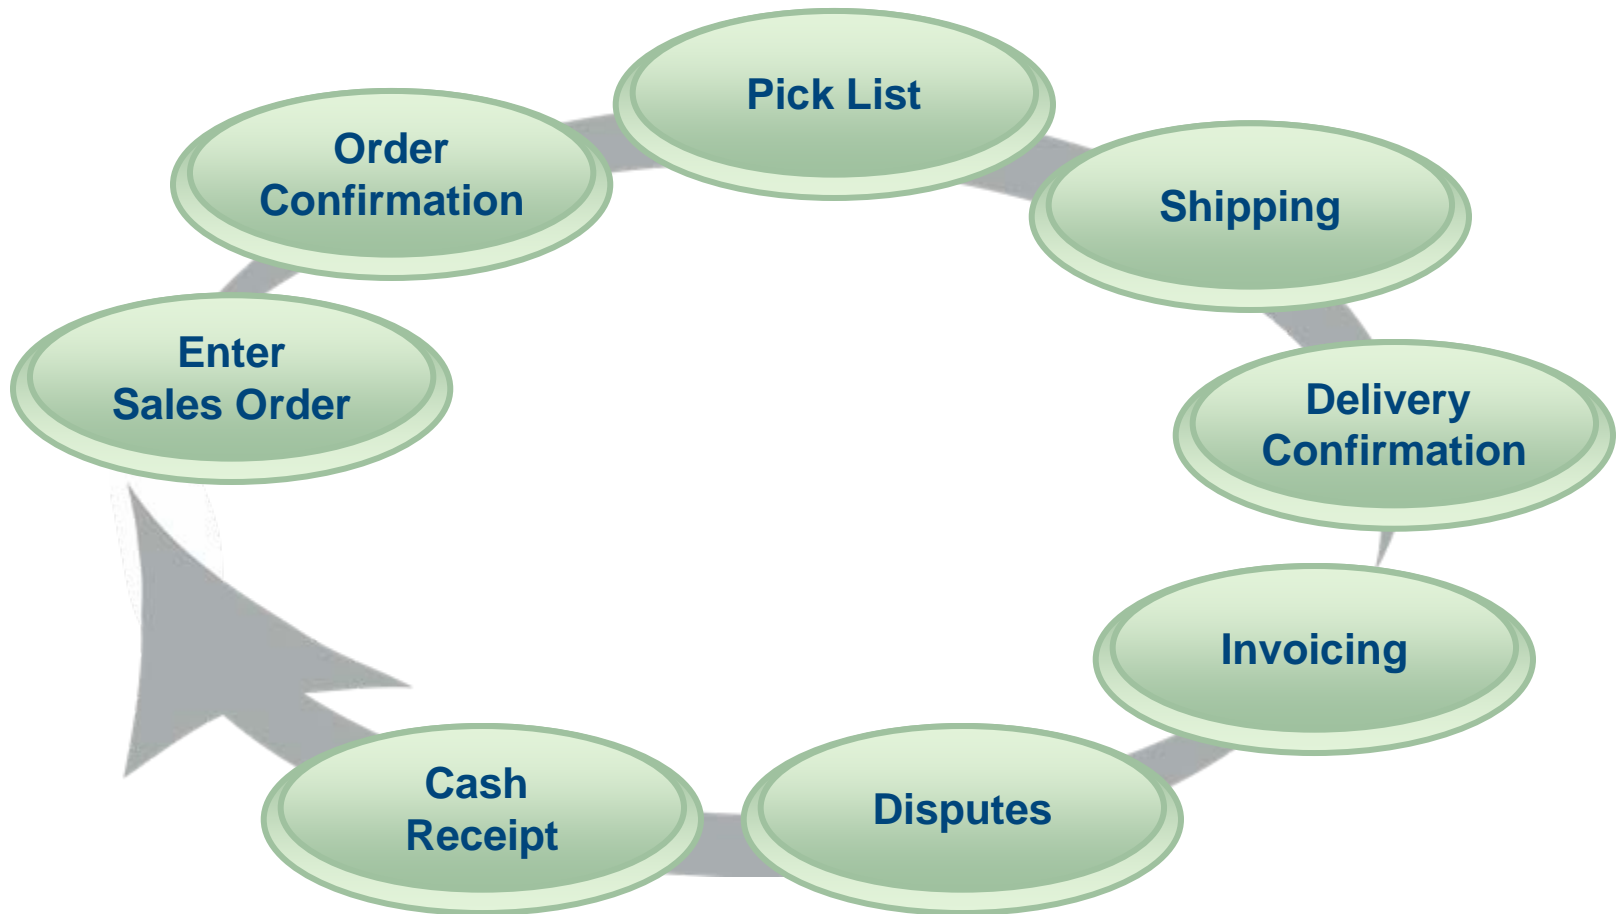 Pick List
Order
Confirmation
Shipping
Enter
Sales Order
Delivery
Confirmation
Invoicing
Cash
Receipt
Disputes